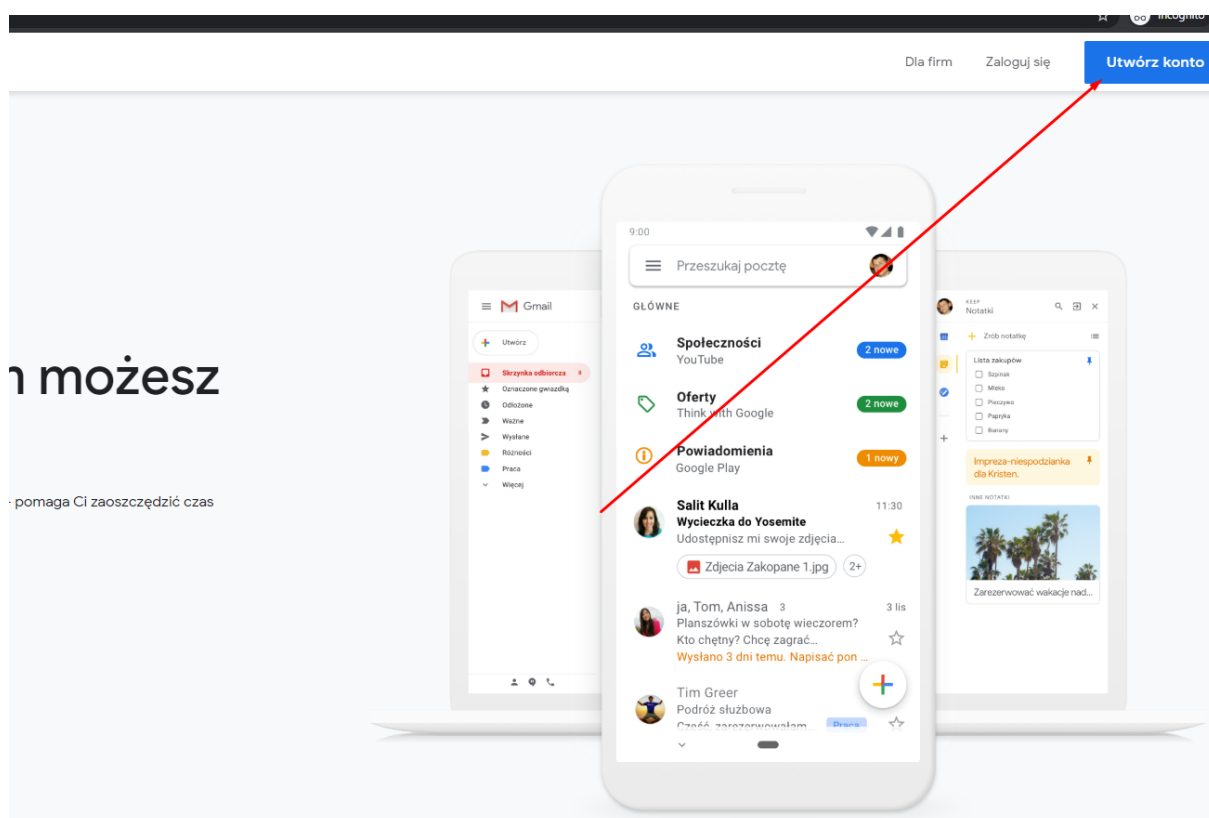 Incognito
Dla firm
Zaloguj się
Utwórz konto
możesz
pomaga Ci zaoszczędzić czas
Gmail
Utwórz
Skrzynka odbiorcza
Oznaczone gwiazdką
Odłożone
Ważne
Wysłane
Różności
Praca
Więcej
9:00
Przeszukaj pocztę
GŁÓWNE
Społeczności
2 nowe
YouTube
Oferty
2 nowe
Think with Google
Powiadomienia
1 nowy
Google Play
Salit Kulla
11:30
Wycieczka do Yosemite
Udostępnisz mi swoje zdjęcia...
Zdjecia Zakopane 1.jpg
2+
ja, Tom, Anissa 3
3 lis
Planszówki w sobotę wieczorem?
Kto chętny? Chcę zagrać...
Wysłano 3 dni temu. Napisać pon ...
Tim Greer
Podróż służbowa
Cześć, zarezerwowałam...
Praca
KEEP
Notatki
Zrób notatkę
Lista zakupów
Szpinak
Mleko
Pieczywo
Papryka
Banany
Impreza-niespodzianka
dla Kristen.
INNE NOTATKI
Zarezerwować wakacje nad...